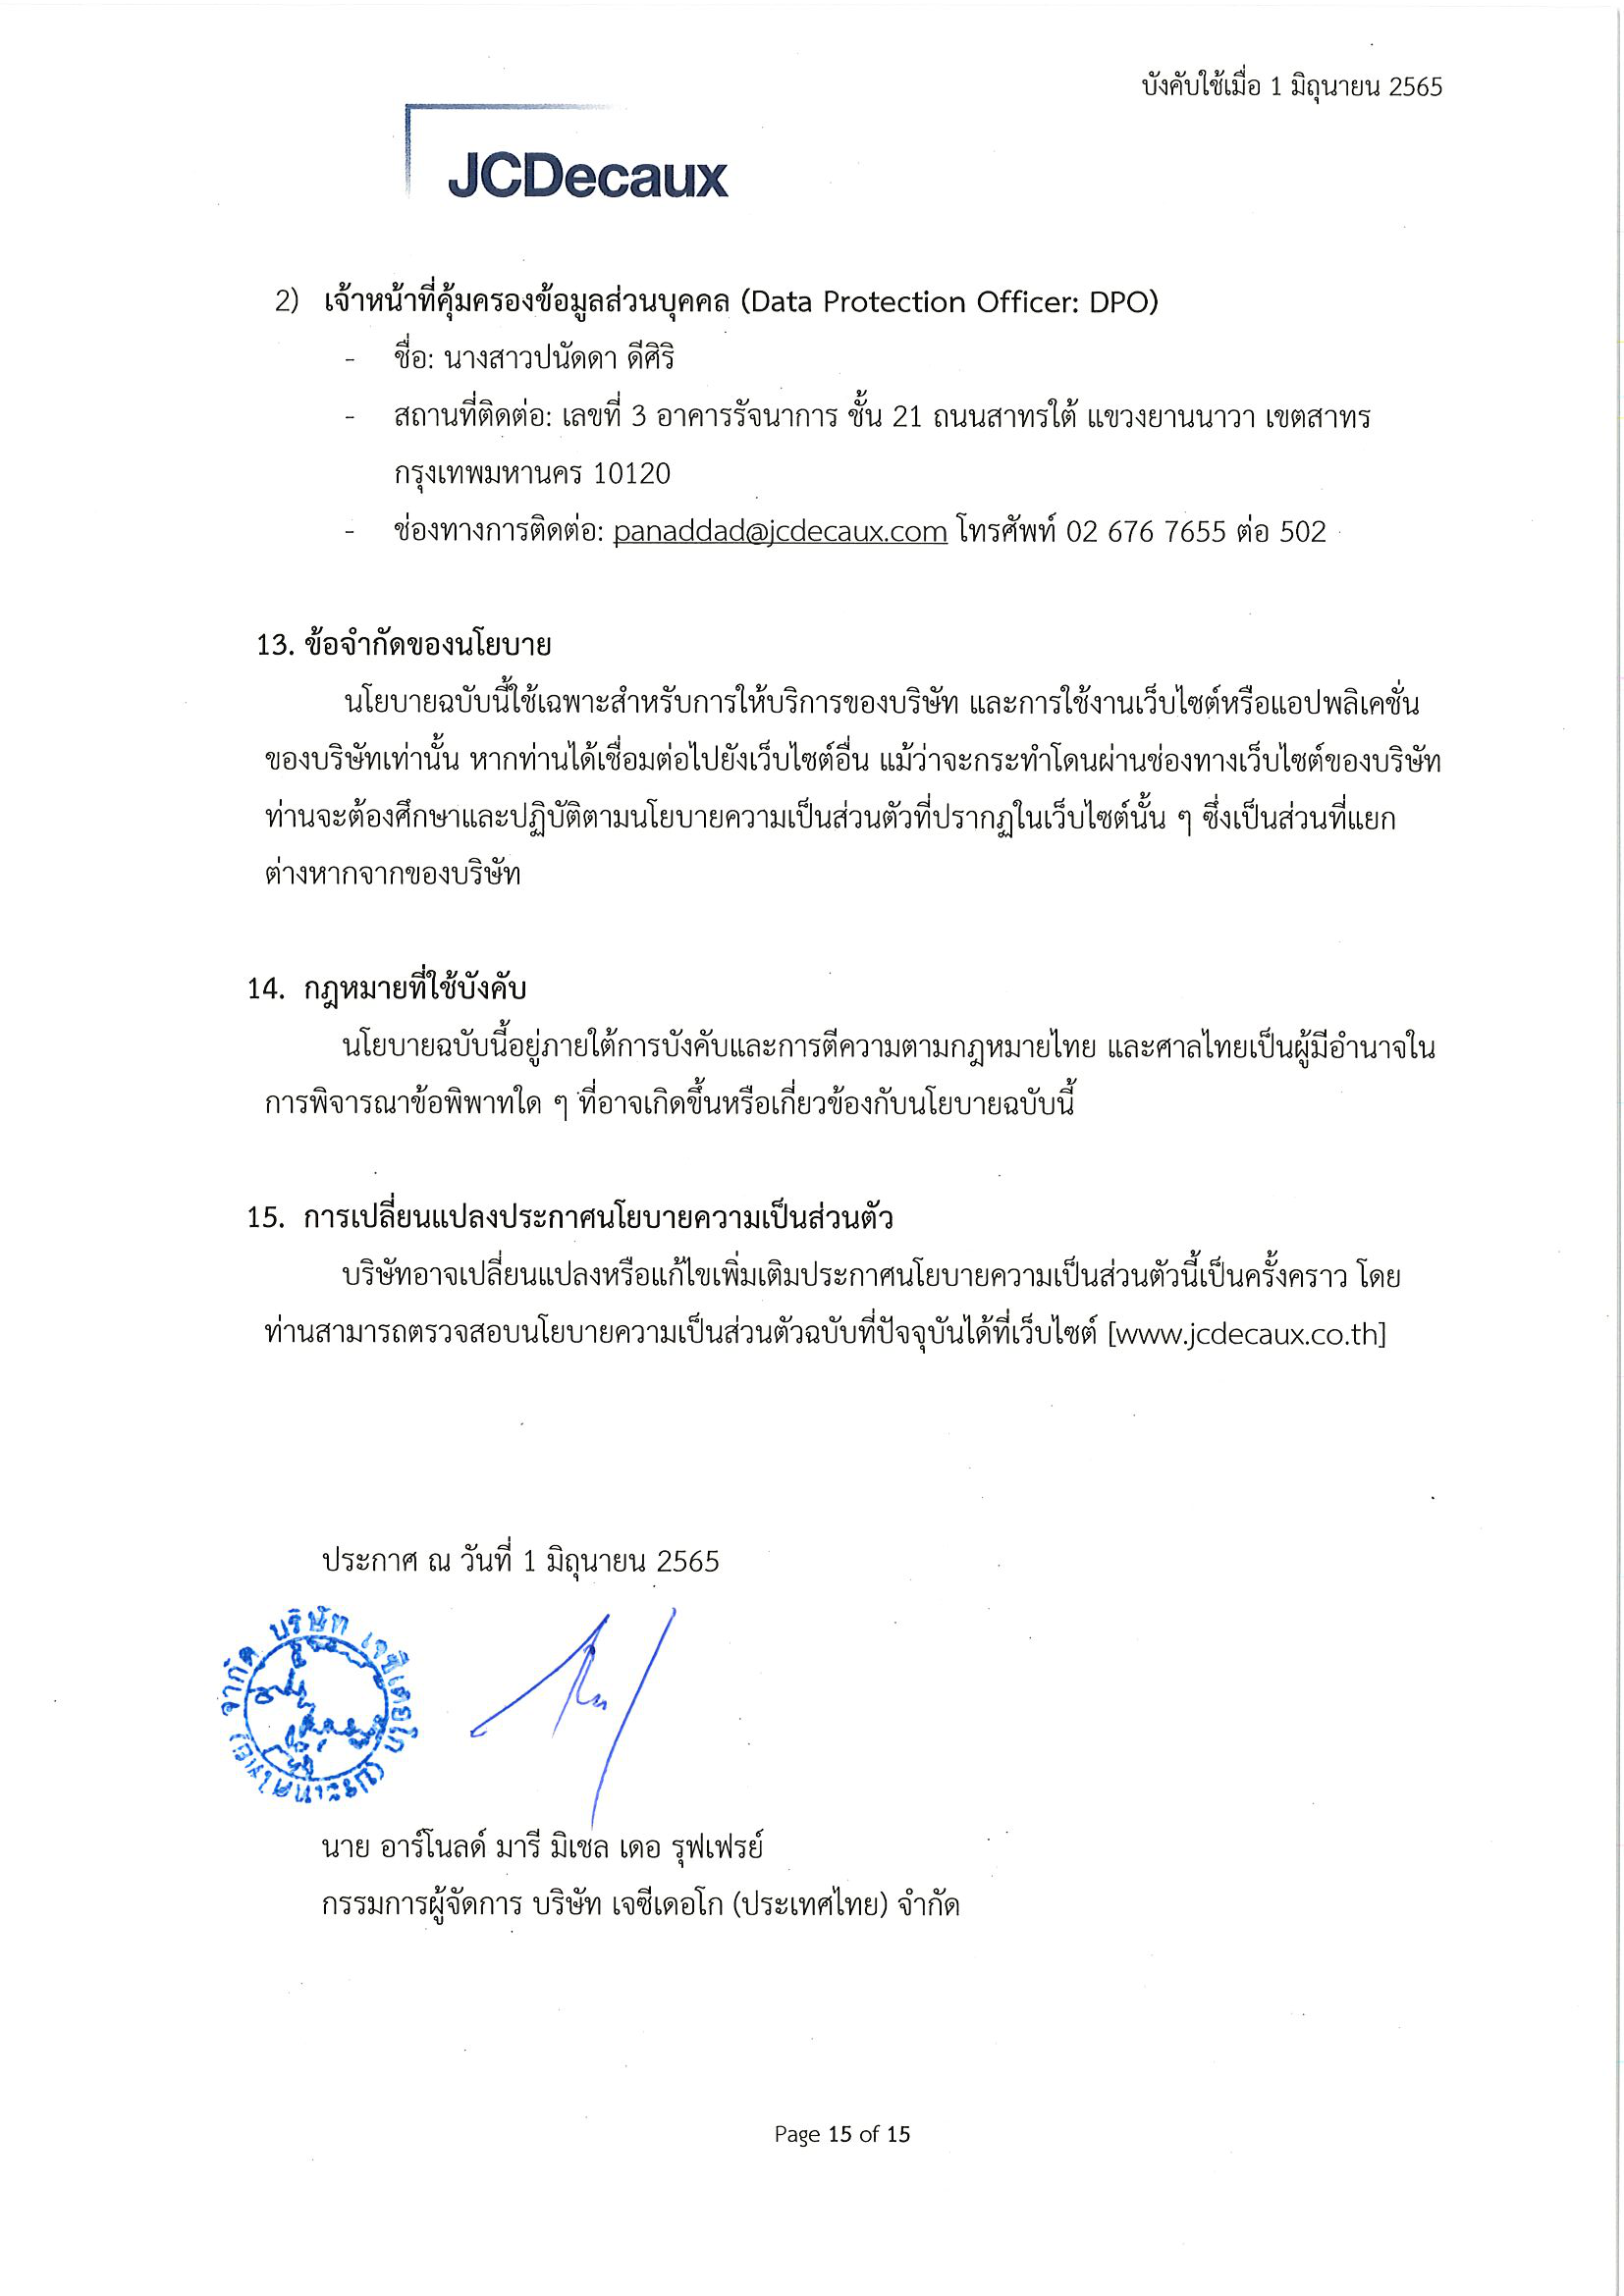 บังคับใช้เมื่อ 1 มิถุนายน 2565
JCDecaux
2) เจ้าหน้าที่คุ้มครองข้อมูลส่วนบุคคล (Data Protection Officer: DPO)
- ชื่อ: นางสาวปนัดดา ดีศิริ
- สถานที่ติดต่อ: เลขที่ 3 อาคารรัจนาการ ชั้น 21 ถนนสาทรใต้ แขวงยานนาวา เขตสาทร
กรุงเทพมหานคร 10120
- ช่องทางการติดต่อ: panaddad@jcdecaux.com โทรศัพท์ 02 676 7655 ต่อ 502
13. ข้อจำกัดของนโยบาย
นโยบายฉบับนี้ใช้เฉพาะสำหรับการให้บริการของบริษัท และการใช้งานเว็บไซต์หรือแอปพลิเคชั่น
ของบริษัทเท่านั้น หากท่านได้เชื่อมต่อไปยังเว็บไซต์อื่น แม้ว่าจะกระทำโดนผ่านช่องทางเว็บไซต์ของบริษัท
ท่านจะต้องศึกษาและปฏิบัติตามนโยบายความเป็นส่วนตัวที่ปรากฏในเว็บไซต์นั้น ๆ ซึ่งเป็นส่วนที่แยก
ต่างหากจากของบริษัท
14. กฎหมายที่ใช้บังคับ
นโยบายฉบับนี้อยู่ภายใต้การบังคับและการตีความตามกฎหมายไทย และศาลไทยเป็นผู้มีอำนาจใน
การพิจารณาข้อพิพาทใด ๆ ที่อาจเกิดขึ้นหรือเกี่ยวข้องกับนโยบายฉบับนี้
15. การเปลี่ยนแปลงประกาศนโยบายความเป็นส่วนตัว
บริษัทอาจเปลี่ยนแปลงหรือแก้ไขเพิ่มเติมประกาศนโยบายความเป็นส่วนตัวนี้เป็นครั้งคราว โดย
ท่านสามารถตรวจสอบนโยบายความเป็นส่วนตัวฉบับที่ปัจจุบันได้ที่เว็บไซต์ [www.jcdecaux.co.th]
ประกาศ ณ วันที่ 1 มิถุนายน 2565
บริษัท เจซีเดอโก (ประเทศไทย) จำกัด
นาย อาร์โนลด์ มารี มิเชล เดอ รุฟเฟรย์
กรรมการผู้จัดการ บริษัท เจซีเดอโก (ประเทศไทย) จำกัด
Page 15 of 15